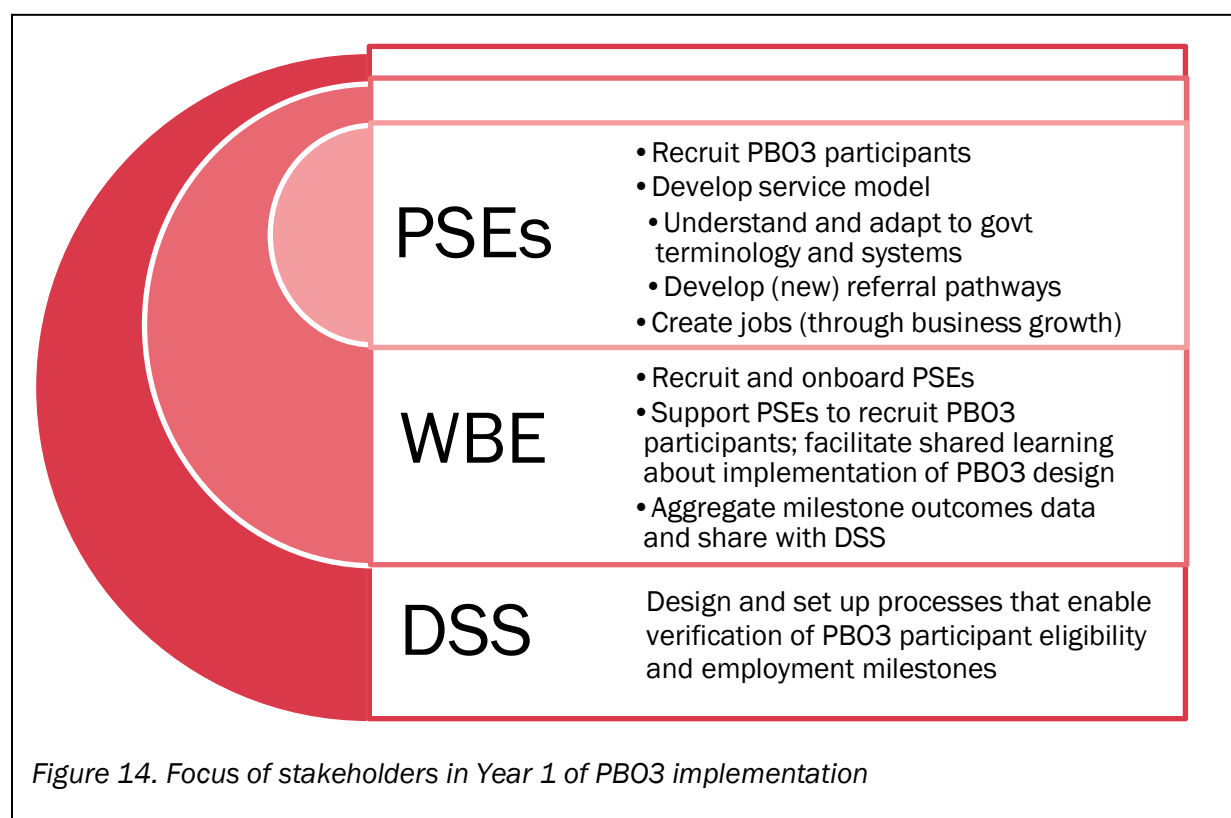 PSEs
• Recruit PBO3 participants
• Develop service model
• Understand and adapt to govt
terminology and systems
• Develop (new) referral pathways
• Create jobs (through business growth)
WBE
• Recruit and onboard PSEs
• Support PSEs to recruit PBO3
participants; facilitate shared learning
about implementation of PBO3 design
• Aggregate milestone outcomes data
and share with DSS
DSS
Design and set up processes that enable
verification of PBO3 participant eligibility
and employment milestones
Figure 14. Focus of stakeholders in Year 1 of PBO3 implementation